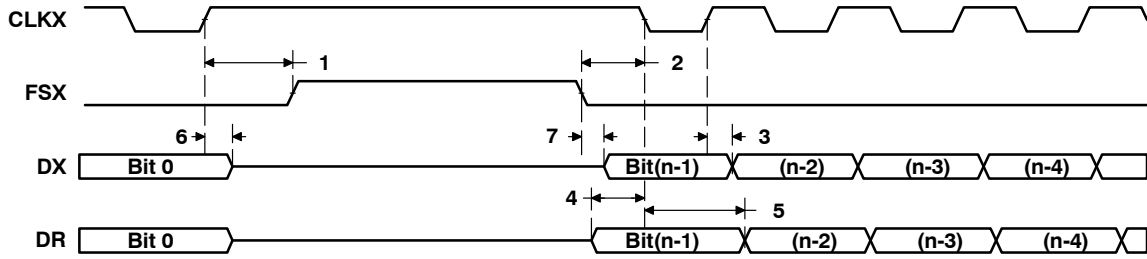 CLKX
1 2
FSX
6 7 3
DX Bit 0 Bit(n-1) (n-2) (n-3) (n-4)
4 5
DR Bit 0 Bit(n-1) (n-2) (n-3) (n-4)